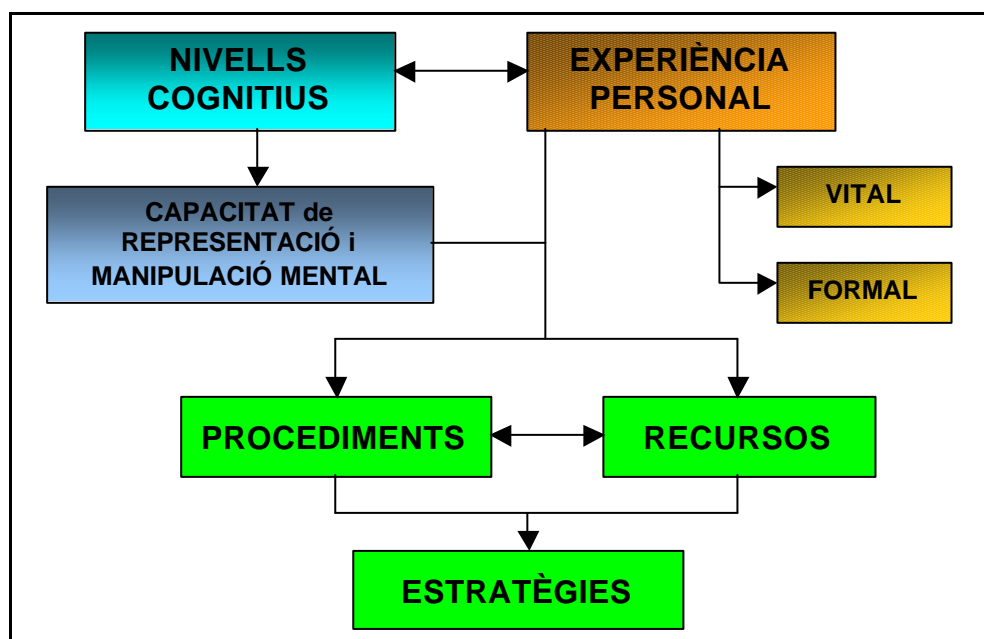 NIVELLS
COGNITIUS
EXPERIÈNCIA
PERSONAL
CAPACITAT de
REPRESENTACIÓ i
MANIPULACIÓ MENTAL
VITAL
FORMAL
PROCEDIMENTS
RECURSOS
ESTRATÈGIES